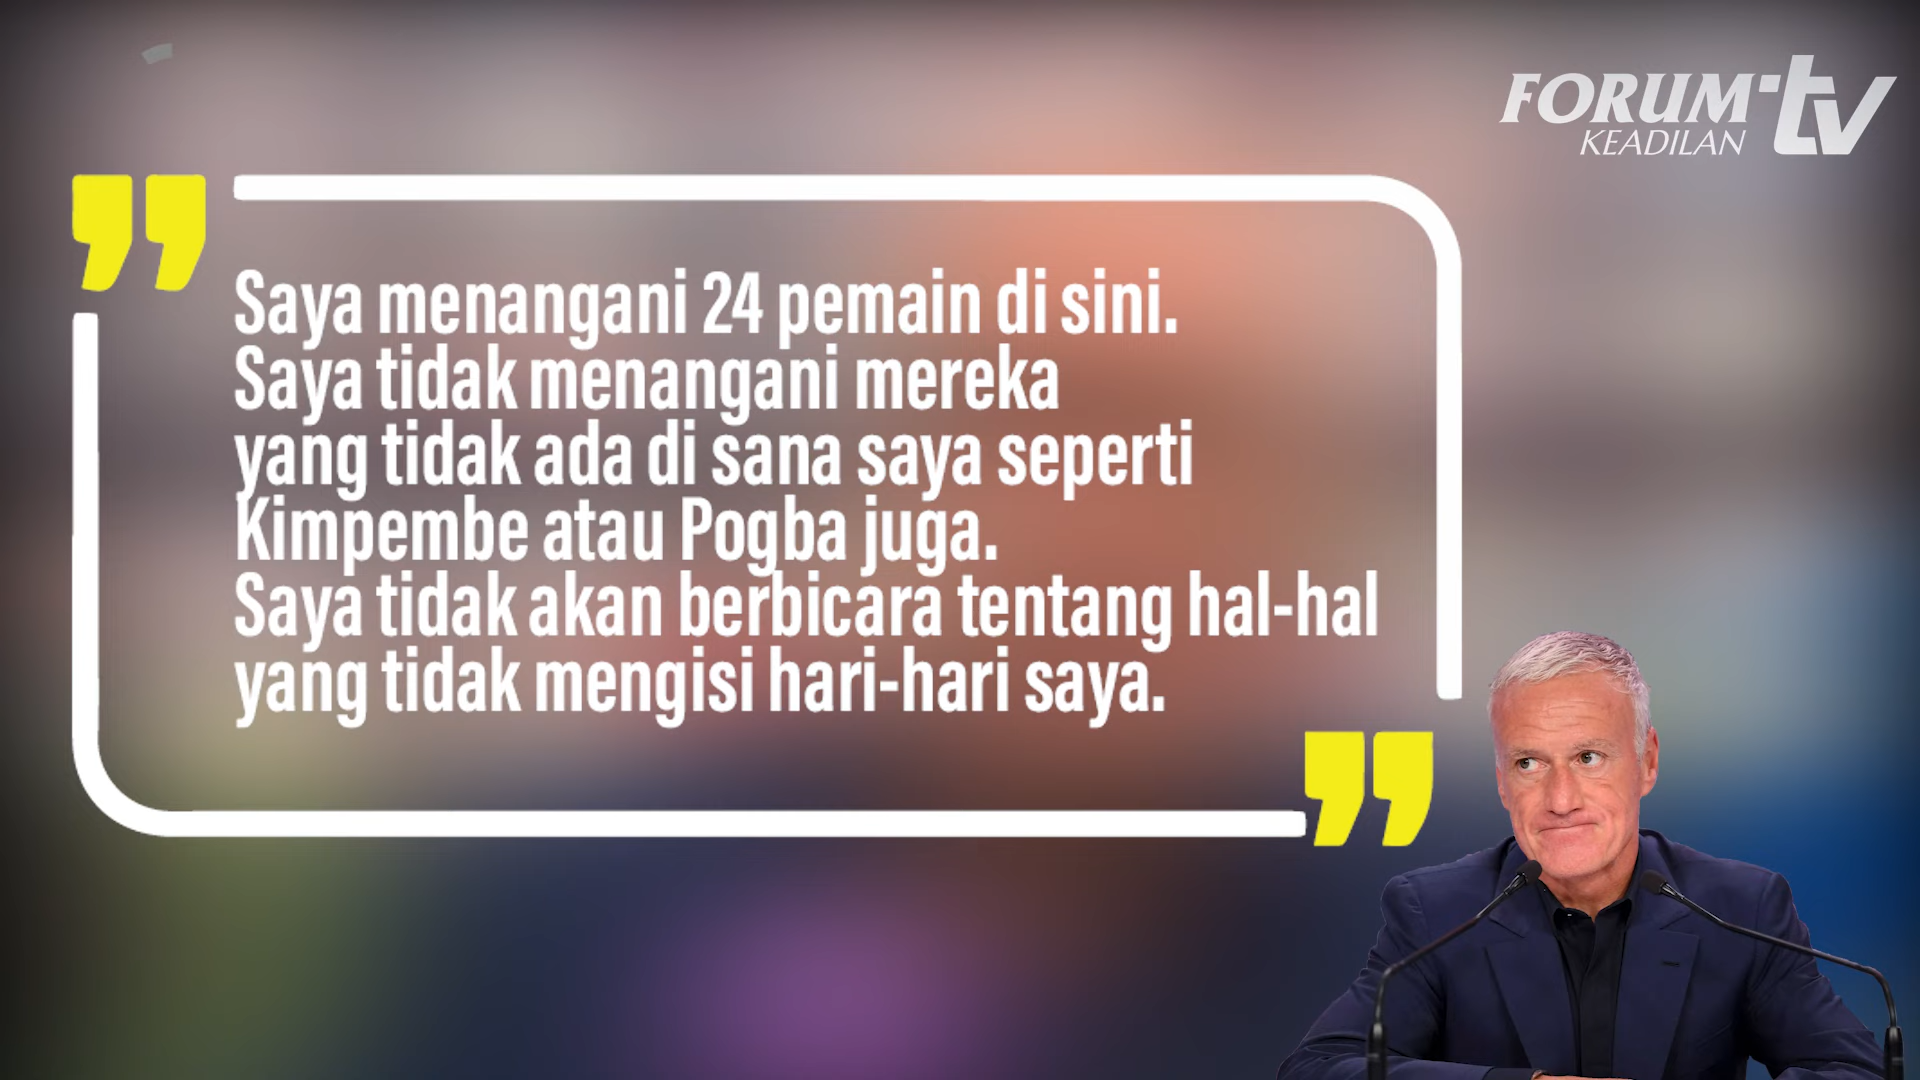 FORUM tv
KEADILAN
”
Saya menangani 24 pemain di sini.
Saya tidak menangani mereka
yang tidak ada di sana saya seperti
Kimpembe atau Pogba juga.
Saya tidak akan berbicara tentang hal-hal
yang tidak mengisi hari-hari saya.
”